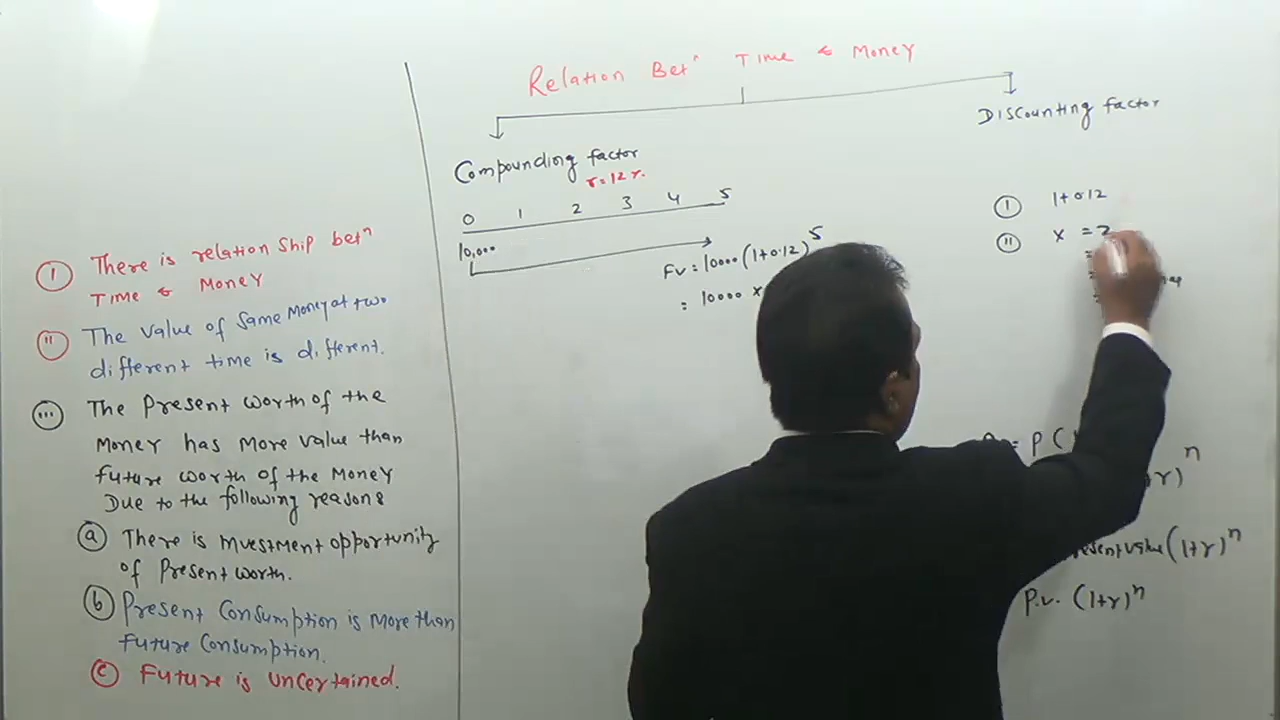 Relation Betⁿ Time & Money
Compounding factor
r = 12%
0 1 2 3 4 5
10,000
FV = 10000 (1+0.12)⁵
= 10000 ×
Discounting factor
(I) 1+0.12
(II) × =
= P (
r)ⁿ
value (1+r)ⁿ
P.V. (1+r)ⁿ
(I) There is relation Ship betⁿ
Time & Money
(II) The value of same Money at two
different time is different.
(III) The Present worth of the
Money has More value than
future worth of the Money
Due to the following reasons
(a) There is Investment opportunity
of Present worth.
(b) Present Consumption is More than
future Consumption.
(c) Future is uncertained.